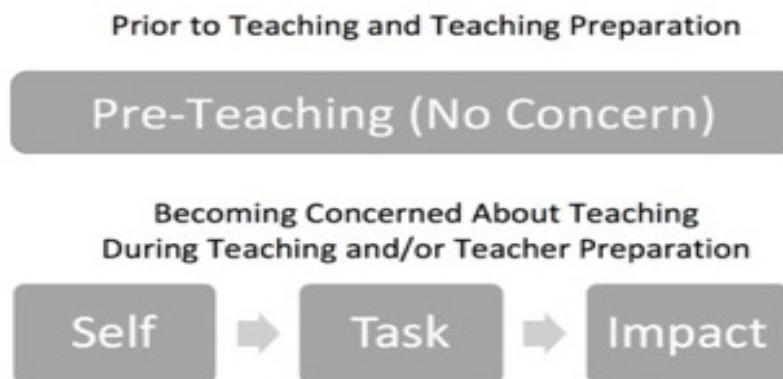 Prior to Teaching and Teaching Preparation
Pre-Teaching (No Concern)
Becoming Concerned About Teaching
During Teaching and/or Teacher Preparation
Self Task Impact